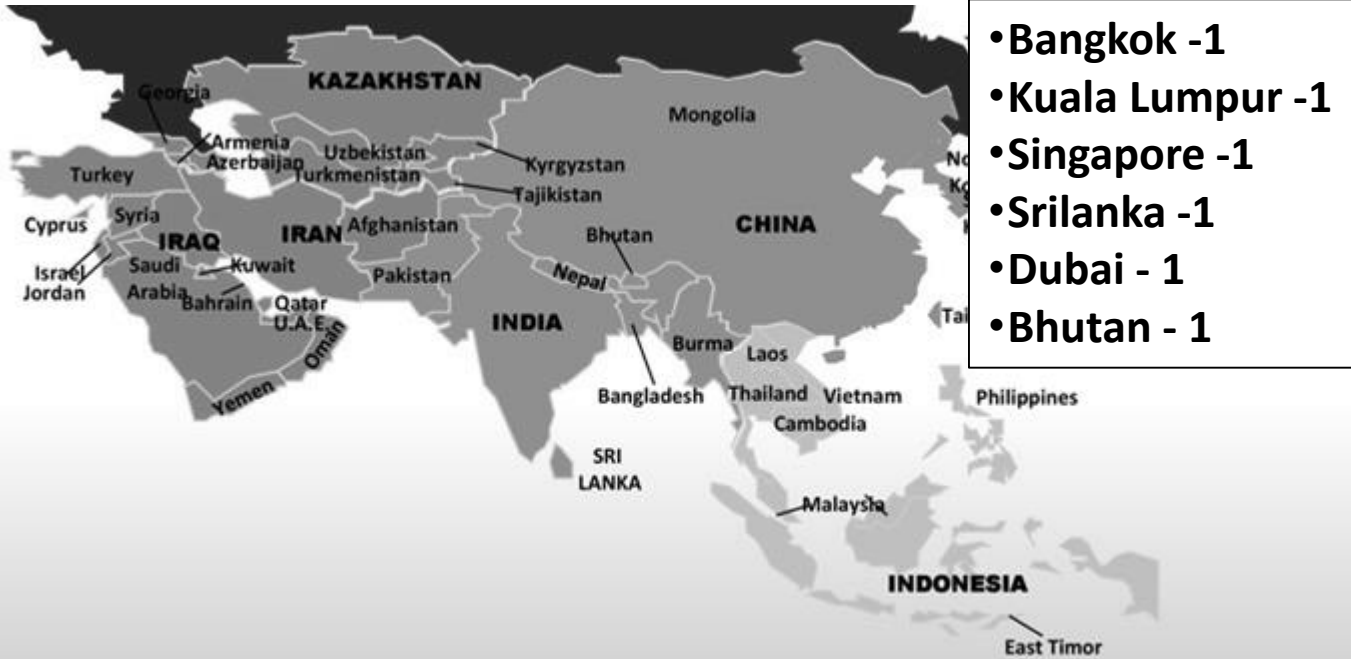 •Bangkok -1
•Kuala Lumpur -1
•Singapore -1
•Srilanka -1
•Dubai - 1
•Bhutan - 1
KAZAKHSTAN
Georgia
Mongolia
Armenia
Azerbaijan
Uzbekistan
Turkmenistan
Kyrgyzstan
Tajikistan
Turkey
Cyprus
Syria
IRAQ
IRAN
Afghanistan
CHINA
Bhutan
Israel
Jordan
Saudi
Arabia
Kuwait
Bahrain
Qatar
U.A.E.
Oman
Yemen
Pakistan
Nepal
INDIA
Burma
Laos
Bangladesh
Thailand
Vietnam
Cambodia
Philippines
SRI
LANKA
Malaysia
INDONESIA
East Timor